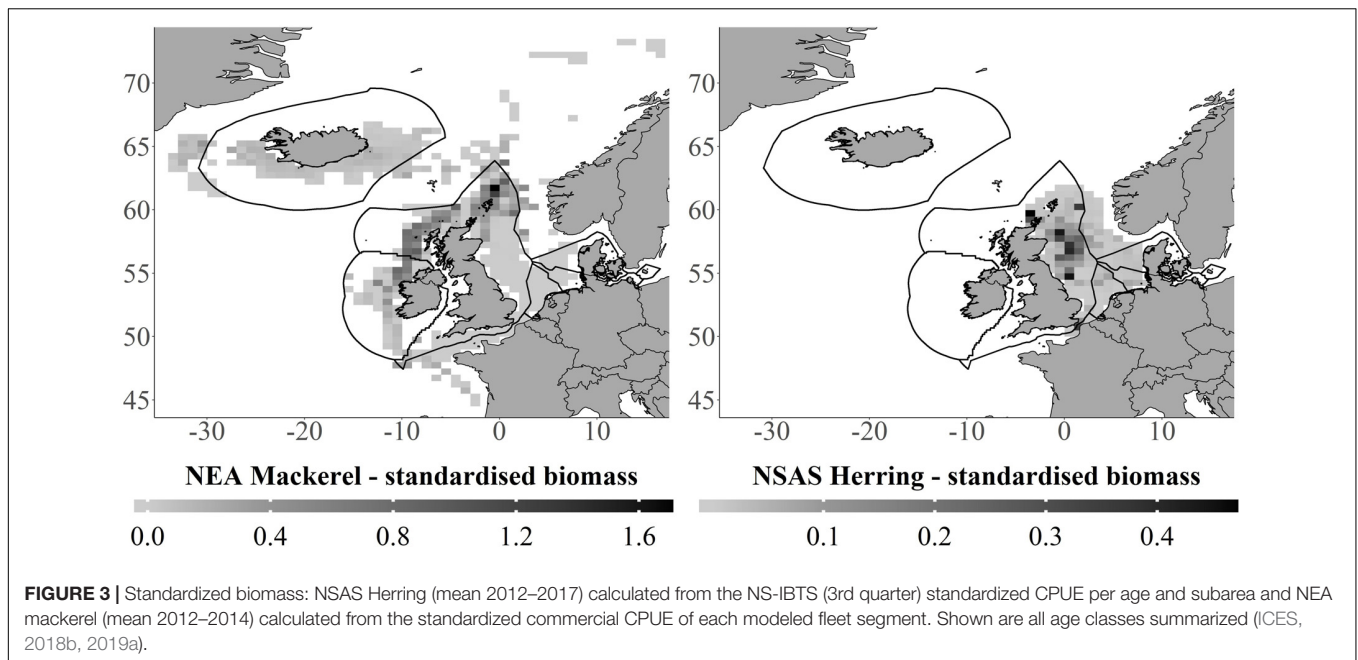 70
65
60
55
50
45
-30 -20 -10 0 10
70
65
60
55
50
45
-30 -20 -10 0 10
NEA Mackerel - standardised biomass
0.0 0.4 0.8 1.2 1.6
NSAS Herring - standardised biomass
0.1 0.2 0.3 0.4
FIGURE 3 | Standardized biomass: NSAS Herring (mean 2012–2017) calculated from the NS-IBTS (3rd quarter) standardized CPUE per age and subarea and NEA
mackerel (mean 2012–2014) calculated from the standardized commercial CPUE of each modeled fleet segment. Shown are all age classes summarized (ICES,
2018b, 2019a).